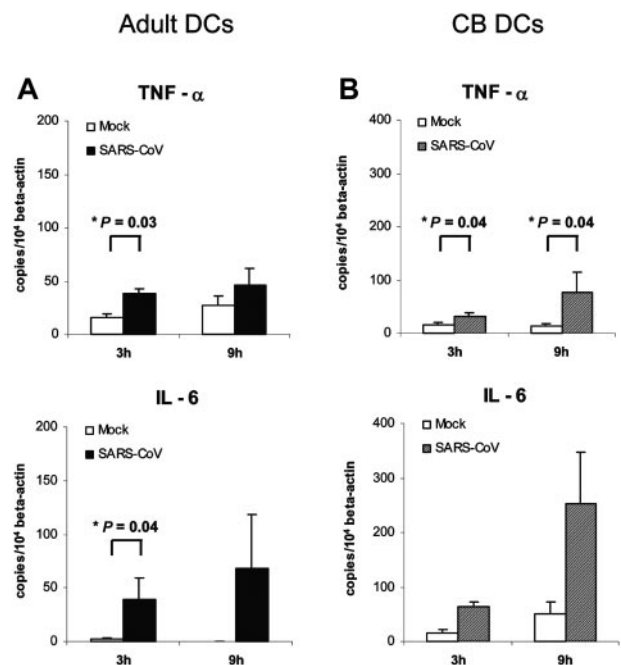 Adult DCs
CB DCs
A
TNF - α
200
150
100
50
0
copies/10⁴ beta-actin
Mock
SARS-CoV
* P = 0.03
3h
9h
B
TNF - α
400
300
200
100
0
copies/10⁴ beta-actin
Mock
SARS-CoV
* P = 0.04
* P = 0.04
3h
9h
IL - 6
200
150
100
50
0
copies/10⁴ beta-actin
Mock
SARS-CoV
* P = 0.04
3h
9h
IL - 6
400
300
200
100
0
copies/10⁴ beta-actin
Mock
SARS-CoV
3h
9h